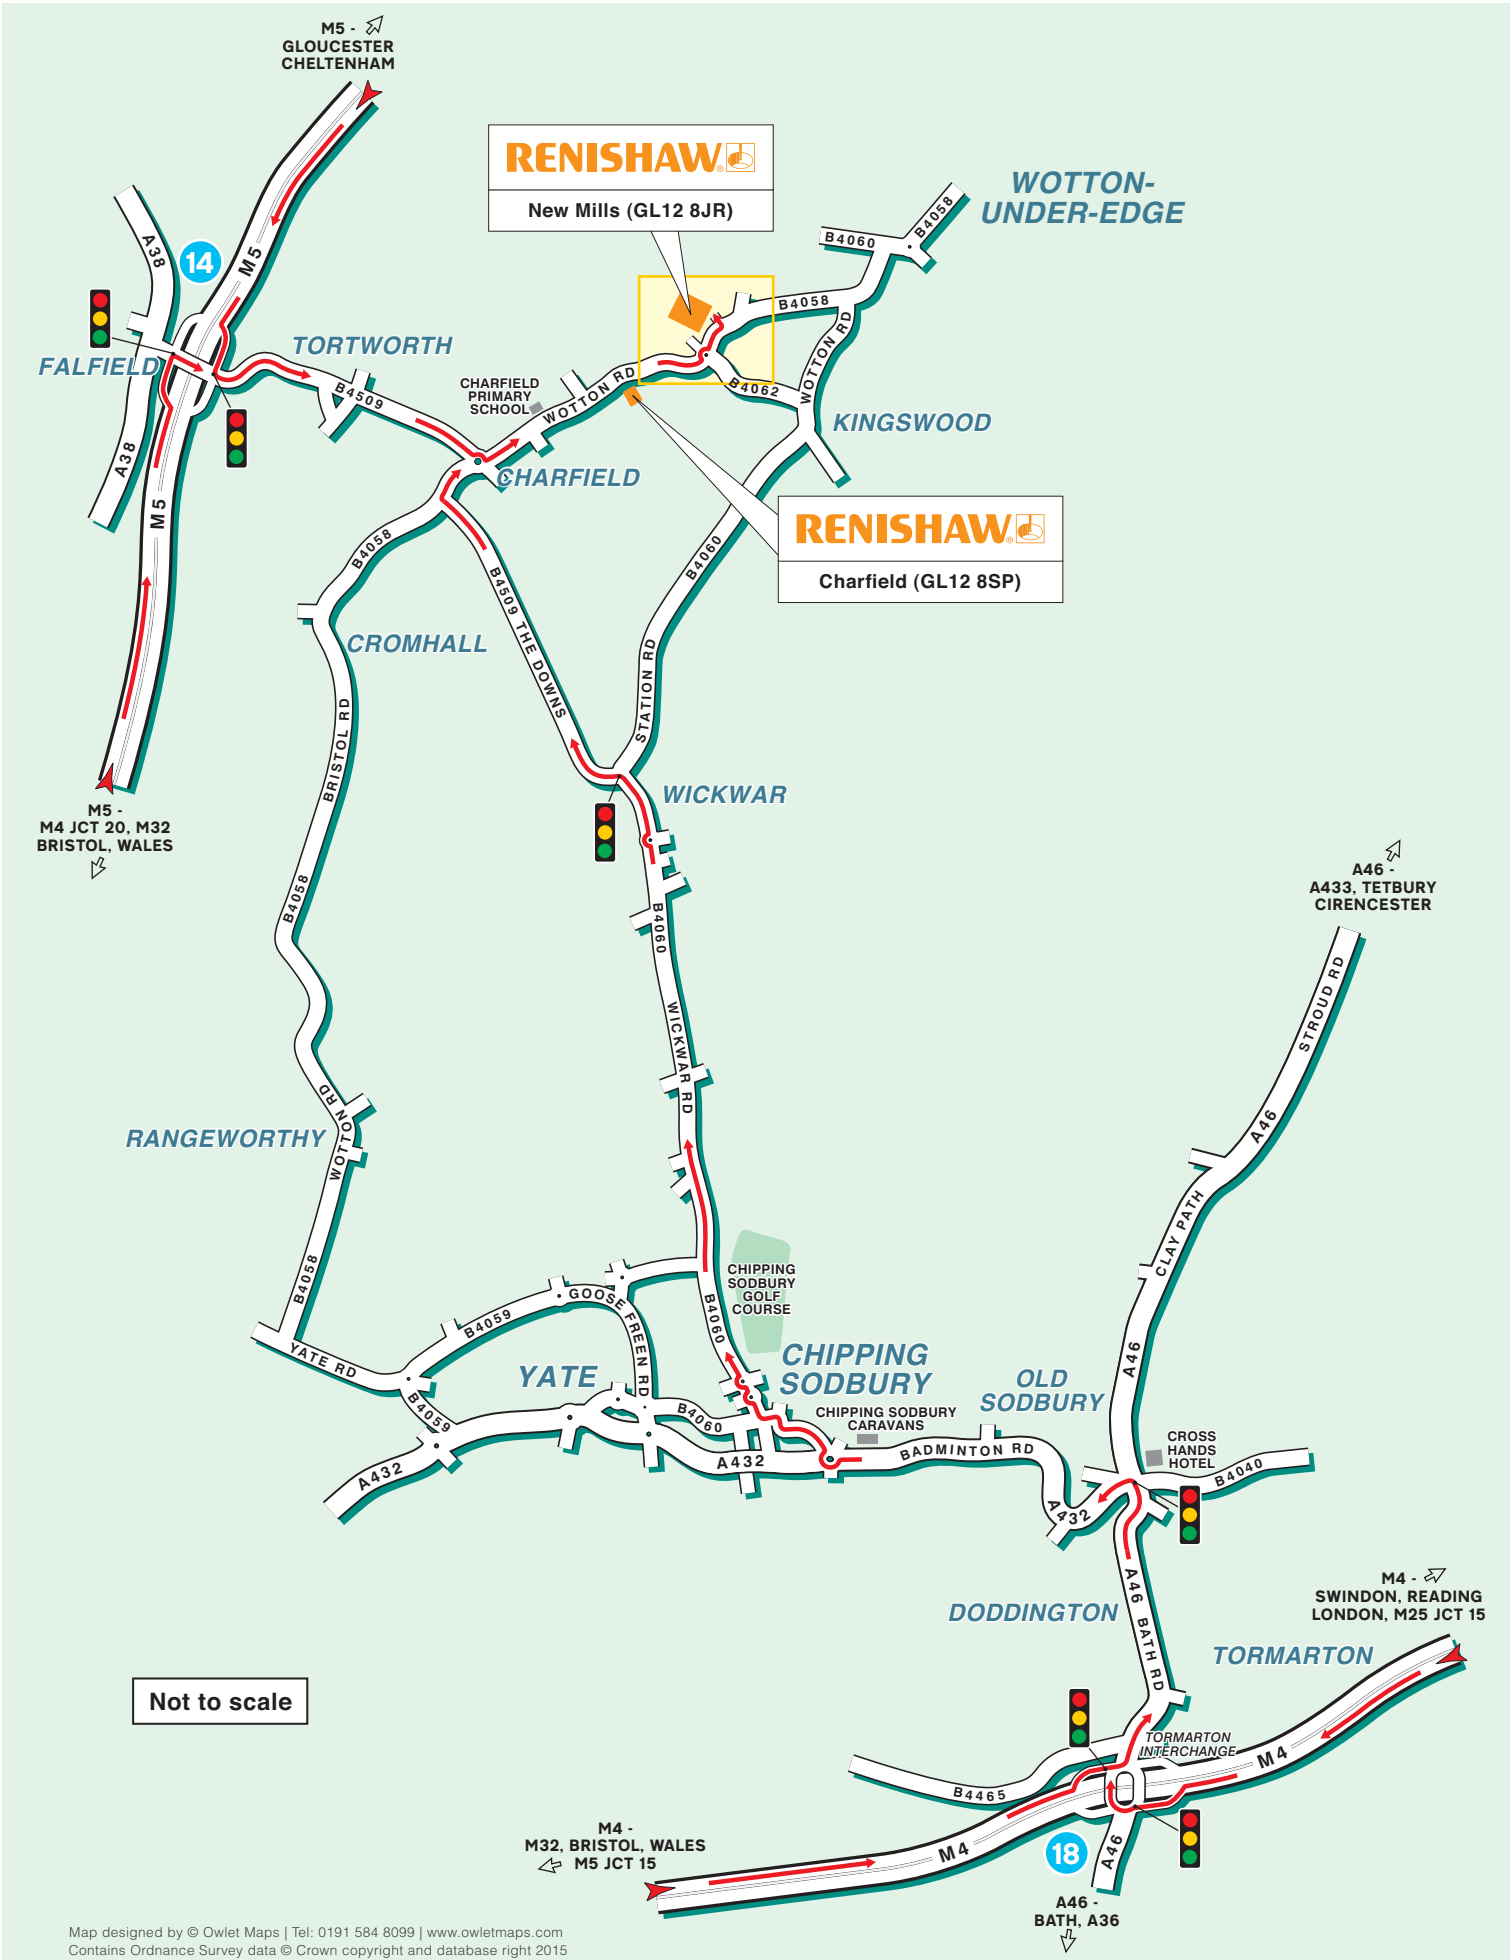 M5 -
GLOUCESTER
CHELTENHAM
RENISHAW
New Mills (GL12 8JR)
WOTTON-
UNDER-EDGE
B4058
B4060
A38
14
M5
B4058
WOTTON RD
TORTWORTH
FALFIELD
CHARFIELD
PRIMARY
SCHOOL
WOTTON RD
B4509
B4062
KINGSWOOD
A38
CHARFIELD
M5
RENISHAW
Charfield (GL12 8SP)
B4058
B4060
B4509 THE DOWNS
CROMHALL
STATION RD
BRISTOL RD
WICKWAR
M5 -
M4 JCT 20, M32
BRISTOL, WALES
B4058
B4060
A46 -
A433, TETBURY
CIRENCESTER
STROUD RD
WICKWAR RD
WOTTON RD
RANGEWORTHY
A46
CLAY PATH
B4058
CHIPPING
SODBURY
GOLF
COURSE
B4060
GOOSE FREEN RD
B4059
YATE RD
YATE
CHIPPING
SODBURY
A46
OLD
SODBURY
B4059
B4060
CHIPPING SODBURY
CARAVANS
CROSS
HANDS
HOTEL
A432
A432
BADMINTON RD
B4040
A432
A46 BATH RD
DODDINGTON
M4 -
SWINDON, READING
LONDON, M25 JCT 15
TORMARTON
Not to scale
TORMARTON
INTERCHANGE
M4
B4465
M4 -
M32, BRISTOL, WALES
M5 JCT 15
M4
18
A46
A46 -
BATH, A36
Map designed by © Owlet Maps | Tel: 0191 584 8099 | www.owletmaps.com
Contains Ordnance Survey data © Crown copyright and database right 2015